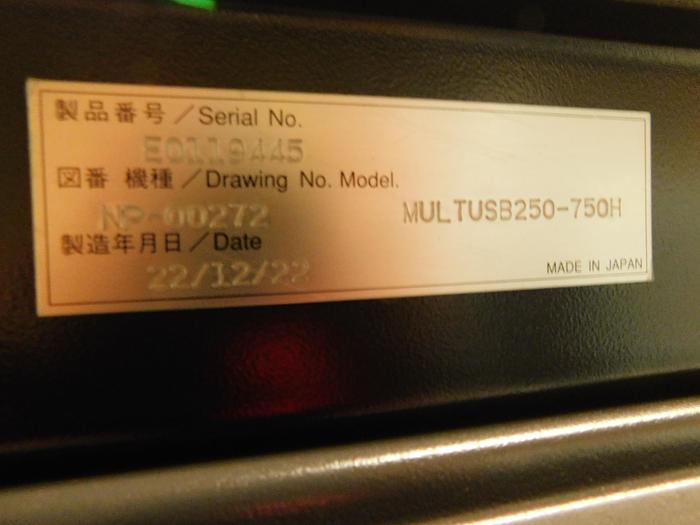 製品番号／Serial No.
E0119445
図番 機種／Drawing No. Model.
NP-00272 MULTUSB250-750H
製造年月日／Date
22/12/22
MADE IN JAPAN